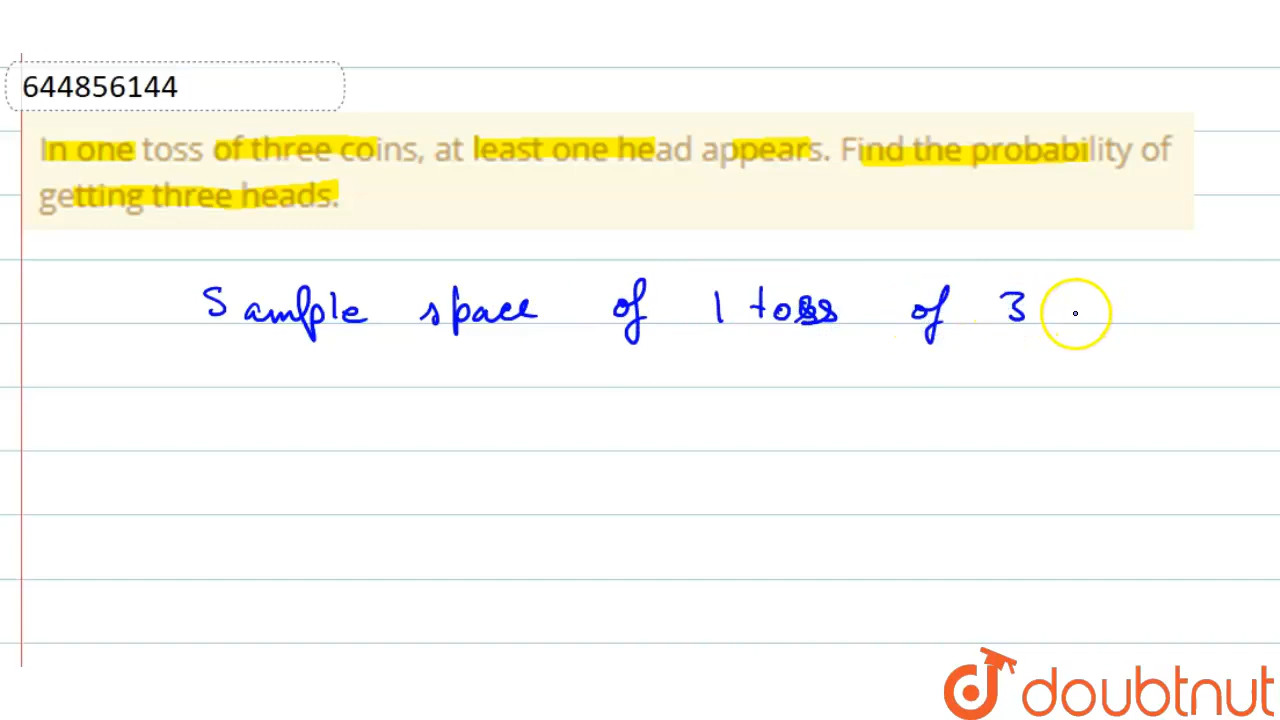 644856144
In one toss of three coins, at least one head appears. Find the probability of
getting three heads.
Sample space of 1 toss of 3
doubtnut